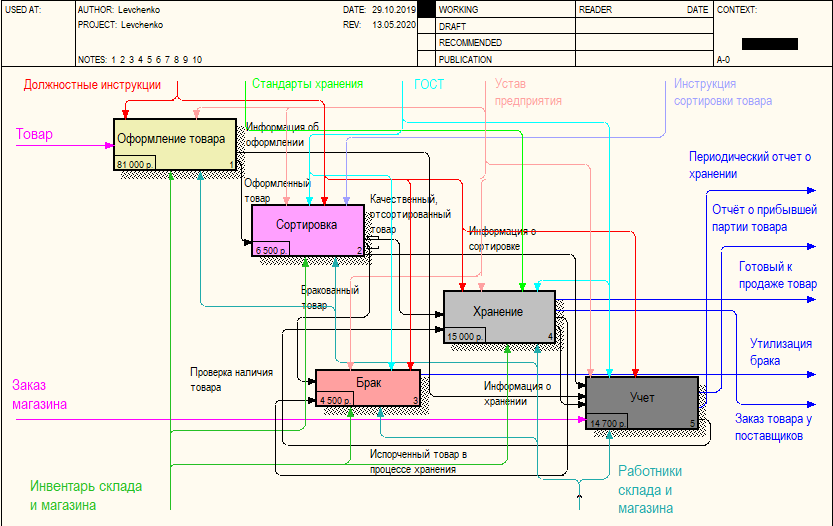 USED AT:
AUTHOR: Levchenko
DATE: 29.10.2019
WORKING
READER
DATE
CONTEXT:
PROJECT: Levchenko
REV: 13.05.2020
DRAFT
RECOMMENDED
NOTES: 1 2 3 4 5 6 7 8 9 10
PUBLICATION
A-0
Должностные инструкции
Стандарты хранения
ГОСТ
Устав
предприятия
Инструкция
сортировки товара
Товар
Оформление товара
81 000 р.
1
Информация об
оформлении
Оформленный
товар
Качественный,
отсортированный
товар
Сортировка
6 500 р.
2
Информация о
сортировке
Периодический отчет о
хранении
Отчёт о прибывшей
партии товара
Готовый к
продаже товар
Бракованный
товар
Хранение
15 000 р.
4
Утилизация
брака
Проверка наличия
товара
Брак
4 500 р.
3
Информация о
хранении
Учет
14 700 р.
5
Заказ
магазина
Заказ товара у
поставщиков
Испорченный товар в
процессе хранения
Инвентарь склада
и магазина
Работники
склада и
магазина